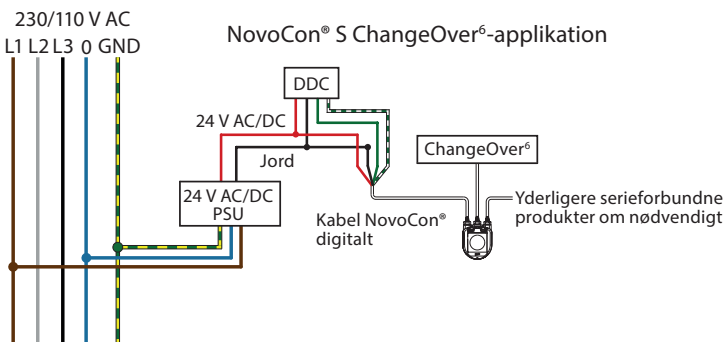 230/110 V AC
L1 L2 L3 0 GND
NovoCon® S ChangeOver⁶-applikation
DDC
24 V AC/DC
Jord
24 V AC/DC
PSU
Kabel NovoCon®
digitalt
ChangeOver⁶
Yderligere serieforbundne
produkter om nødvendigt